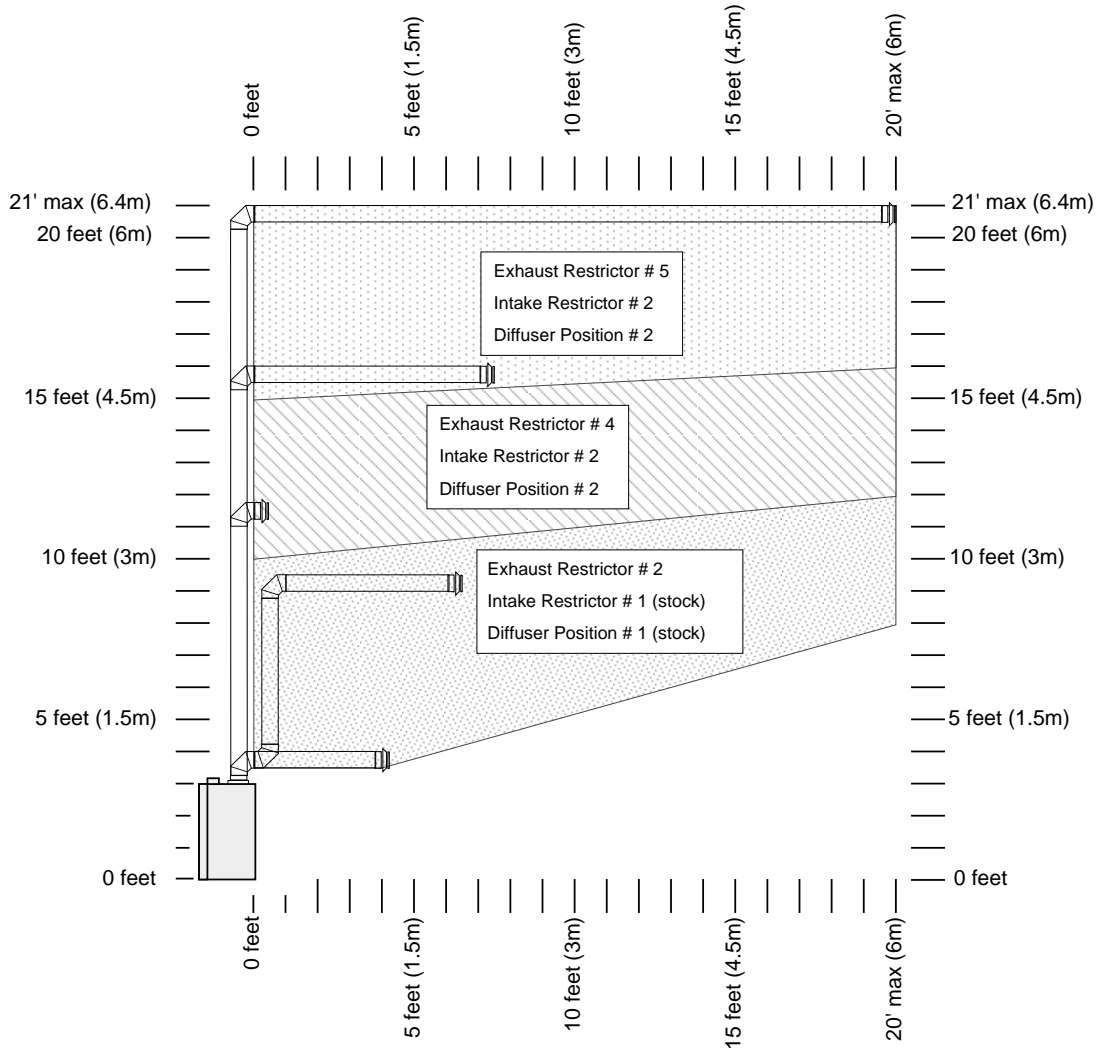 0 feet
5 feet (1.5m)
10 feet (3m)
15 feet (4.5m)
20' max (6m)
21' max (6.4m)
21' max (6.4m)
20 feet (6m)
20 feet (6m)
Exhaust Restrictor # 5
Intake Restrictor # 2
Diffuser Position # 2
15 feet (4.5m)
15 feet (4.5m)
Exhaust Restrictor # 4
Intake Restrictor # 2
Diffuser Position # 2
10 feet (3m)
10 feet (3m)
Exhaust Restrictor # 2
Intake Restrictor # 1 (stock)
Diffuser Position # 1 (stock)
5 feet (1.5m)
5 feet (1.5m)
0 feet
0 feet
0 feet
5 feet (1.5m)
10 feet (3m)
15 feet (4.5m)
20' max (6m)